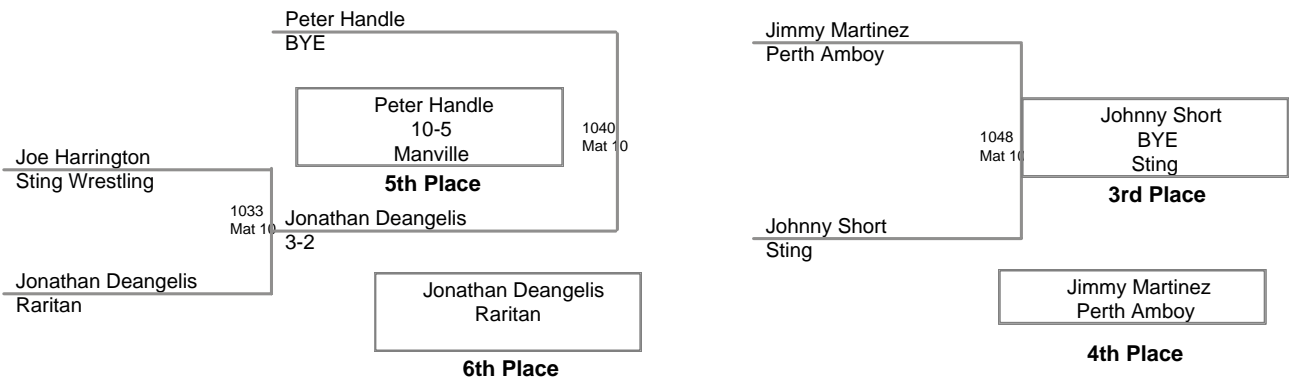 Peter Handle
BYE
Peter Handle
10-5
Manville
5th Place
1040
Mat 10
Joe Harrington
Sting Wrestling
1033
Mat 10
Jonathan Deangelis
3-2
Jonathan Deangelis
Raritan
Jonathan Deangelis
Raritan
6th Place
Jimmy Martinez
Perth Amboy
1048
Mat 10
Johnny Short
BYE
Sting
3rd Place
Johnny Short
Sting
Jimmy Martinez
Perth Amboy
4th Place